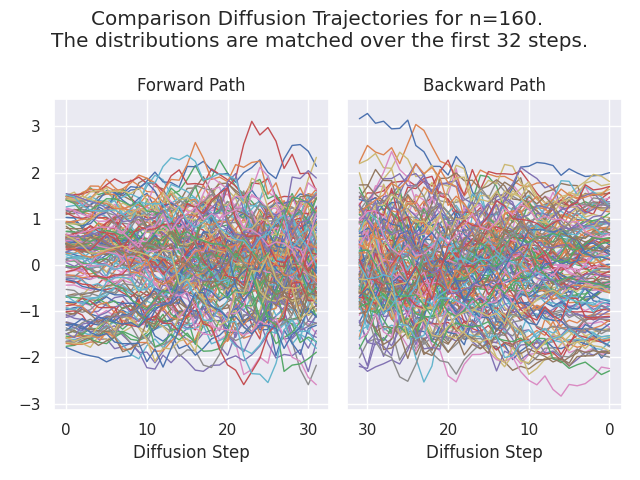 Comparison Diffusion Trajectories for n=160.
The distributions are matched over the first 32 steps.
Forward Path
Backward Path
3
2
1
0
−1
−2
−3
0 10 20 30
30 20 10 0
Diffusion Step
Diffusion Step